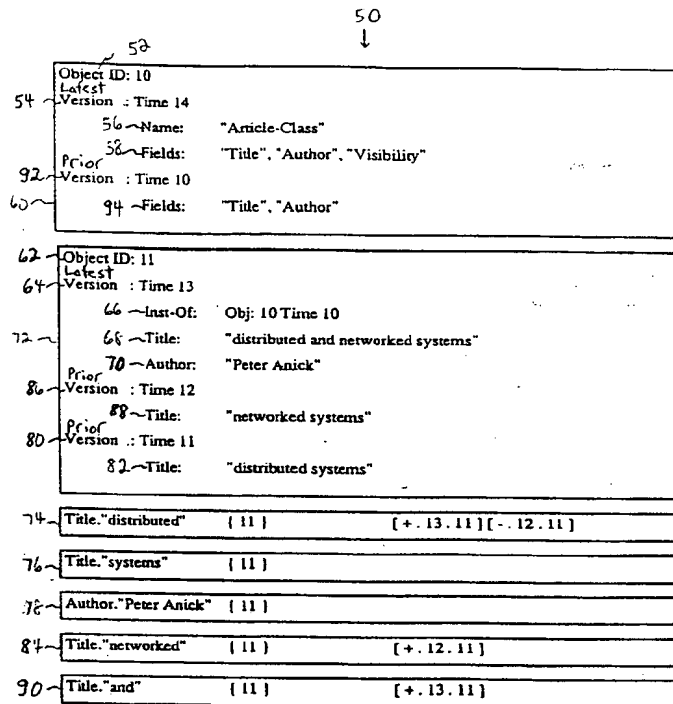 50
52
Object ID: 10
Latest
54 Version : Time 14
56 Name: "Article-Class"
58 Fields: "Title", "Author", "Visibility"
Prior
92 Version : Time 10
60 94 Fields: "Title", "Author"
62 Object ID: 11
Latest
64 Version : Time 13
66 Inst-Of: Obj: 10 Time 10
72 68 Title: "distributed and networked systems"
70 Author: "Peter Anick"
Prior
86 Version : Time 12
88 Title: "networked systems"
Prior
80 Version .: Time 11
82 Title: "distributed systems"
74 Title."distributed" { 11 } [ + . 13 . 11 ] [ - . 12 . 11 ]
76 Title."systems" { 11 }
78 Author."Peter Anick" { 11 }
84 Title."networked" { 11 } [ + . 12 . 11 ]
90 Title."and" { 11 } [ + . 13 . 11 ]